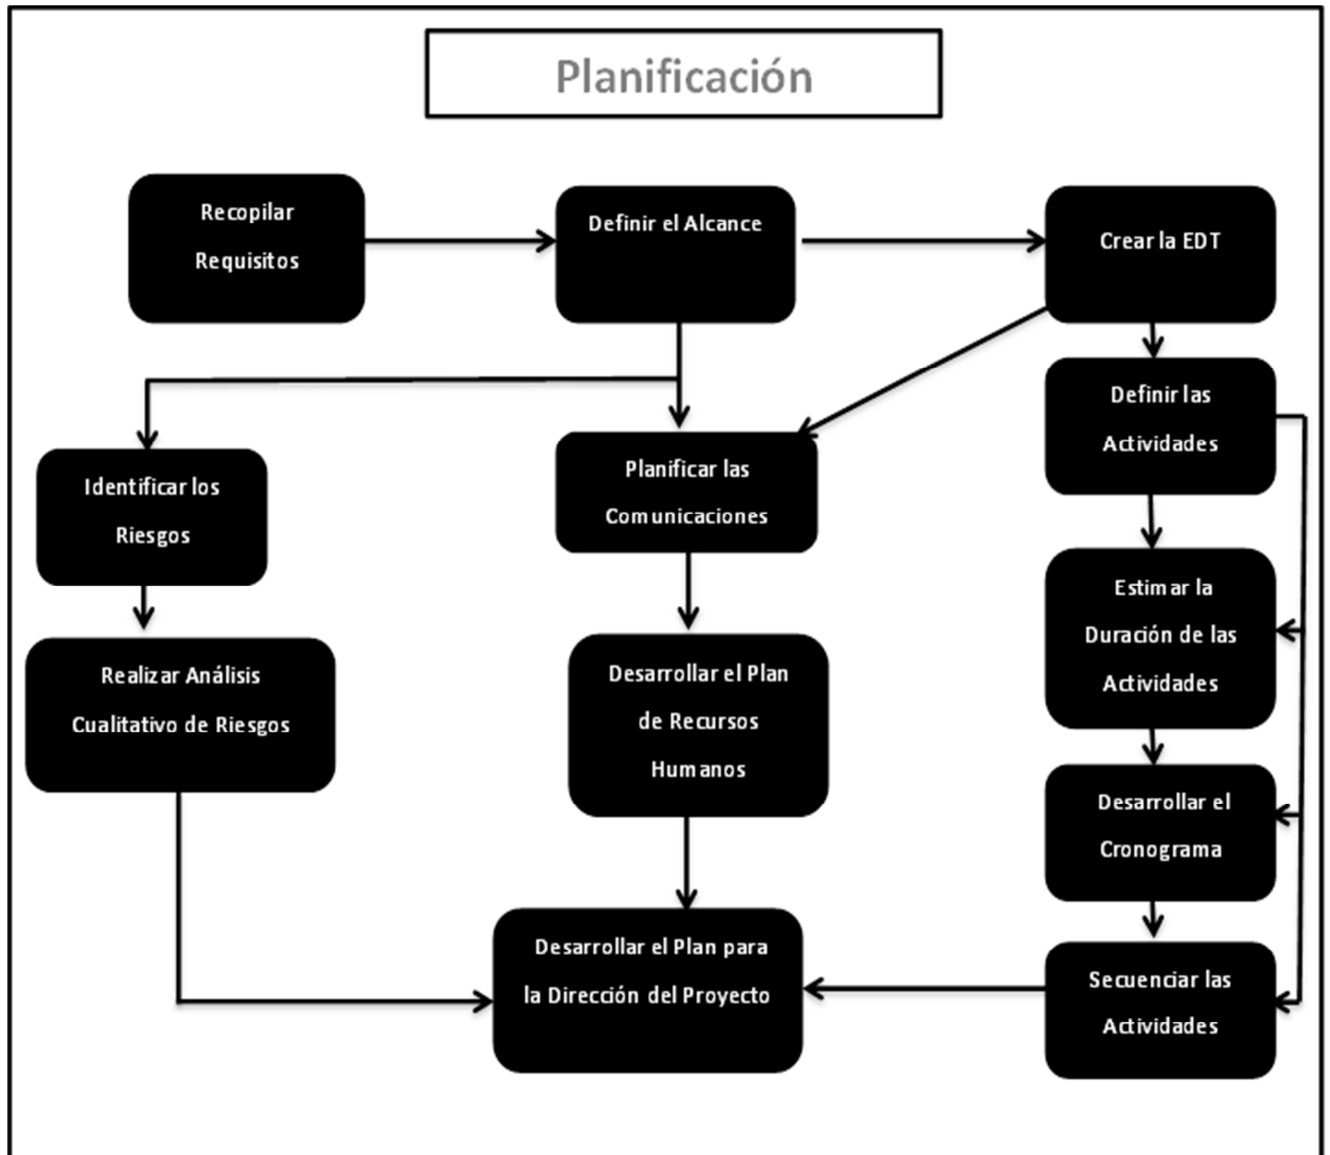 Planificación
Recopilar
Requisitos
Definir el Alcance
Crear la EDT
Definir las
Actividades
Identificar los
Riesgos
Planificar las
Comunicaciones
Estimar la
Duración de las
Actividades
Realizar Análisis
Cualitativo de Riesgos
Desarrollar el Plan
de Recursos
Humanos
Desarrollar el
Cronograma
Desarrollar el Plan para
la Dirección del Proyecto
Secuenciar las
Actividades